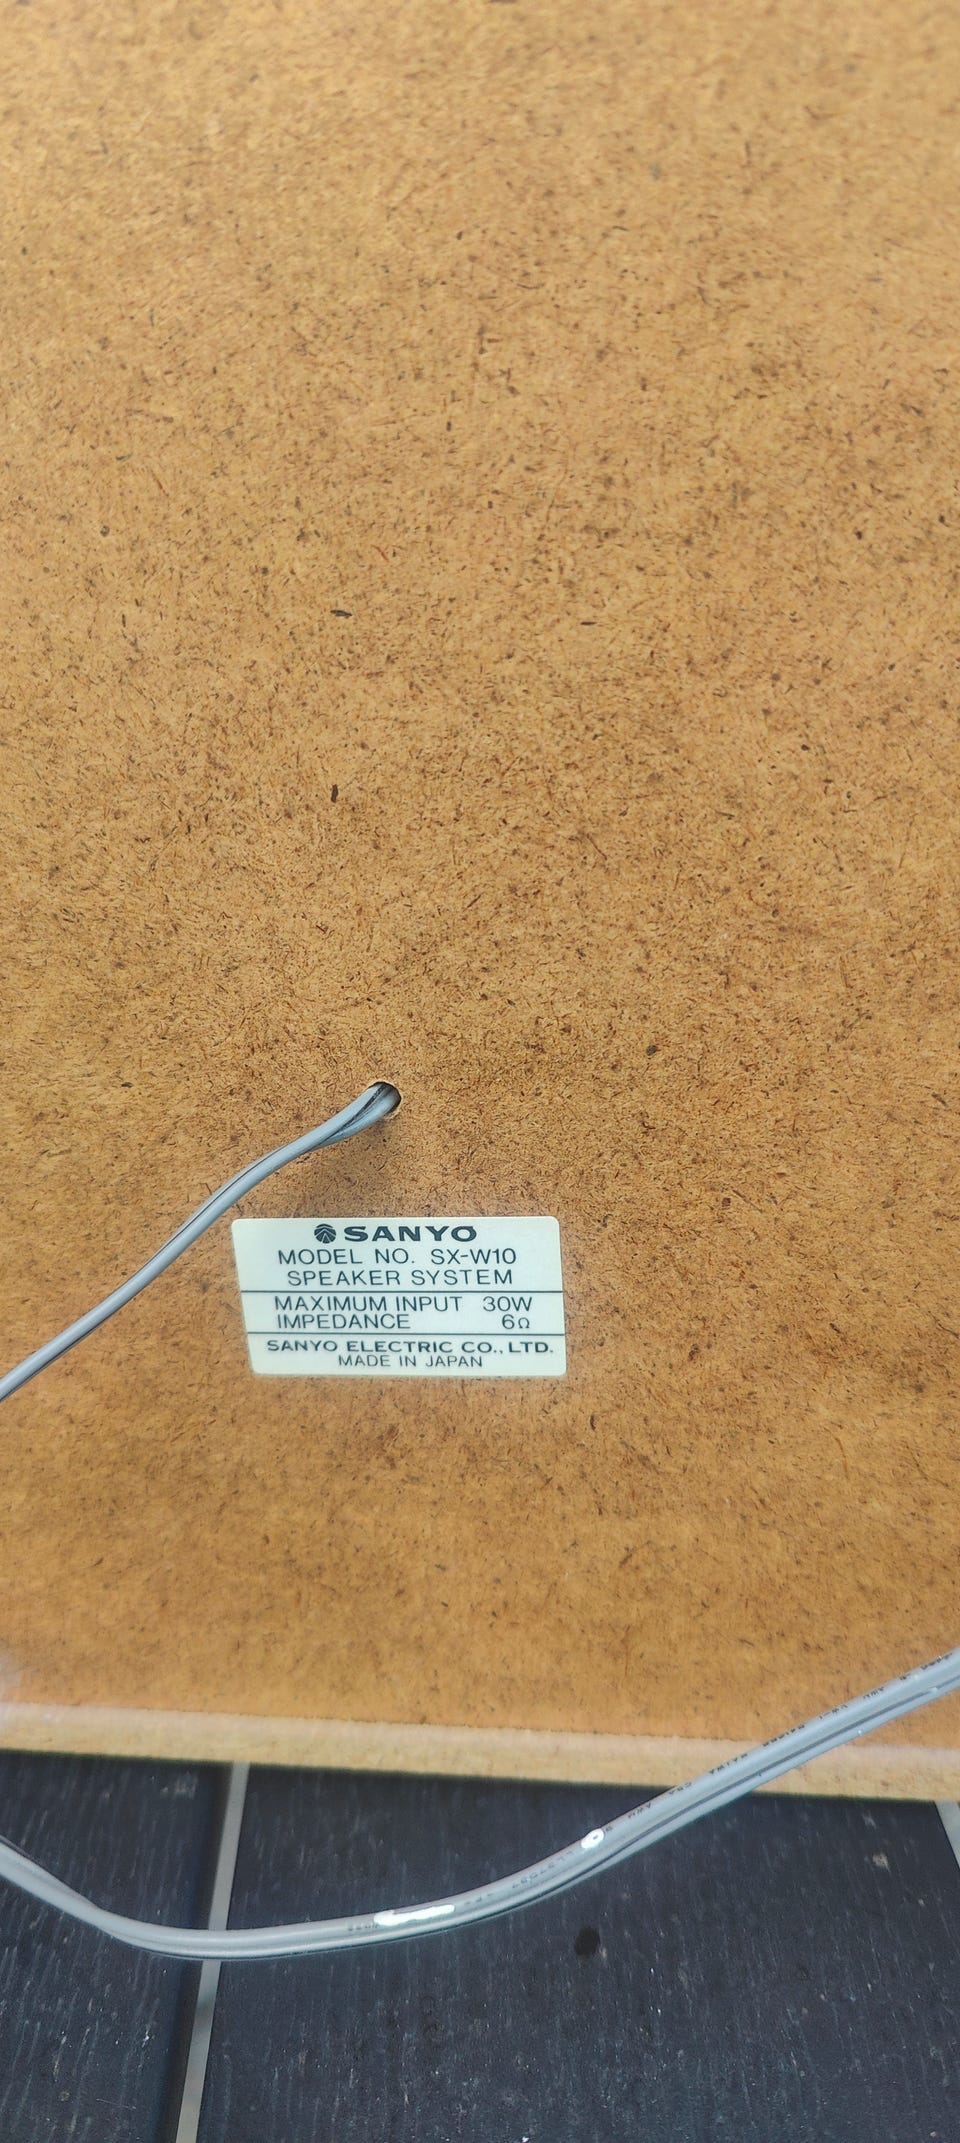 SANYO
MODEL NO. SX-W10
SPEAKER SYSTEM
MAXIMUM INPUT 30W
IMPEDANCE 6Ω
SANYO ELECTRIC CO., LTD.
MADE IN JAPAN